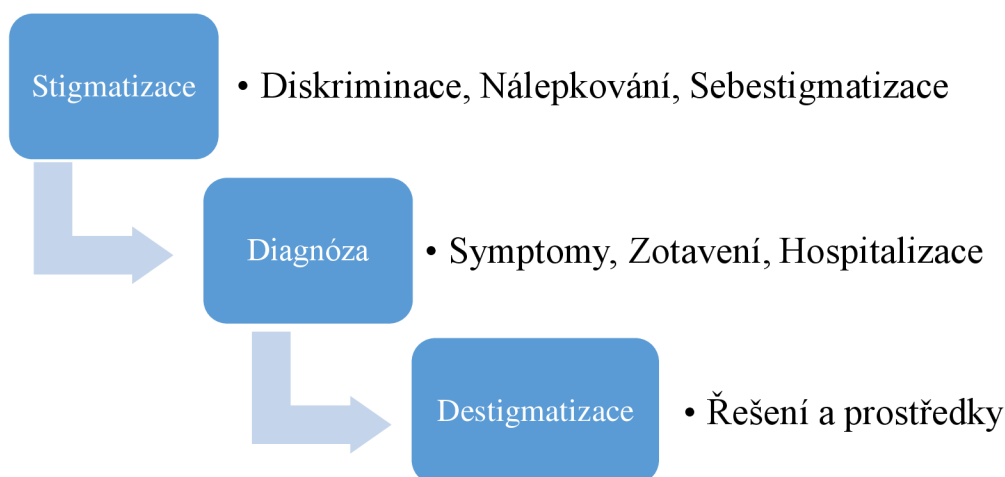 Stigmatizace
• Diskriminace, Nálepkování, Sebestigmatizace
Diagnóza
• Symptomy, Zotavení, Hospitalizace
Destigmatizace
• Řešení a prostředky